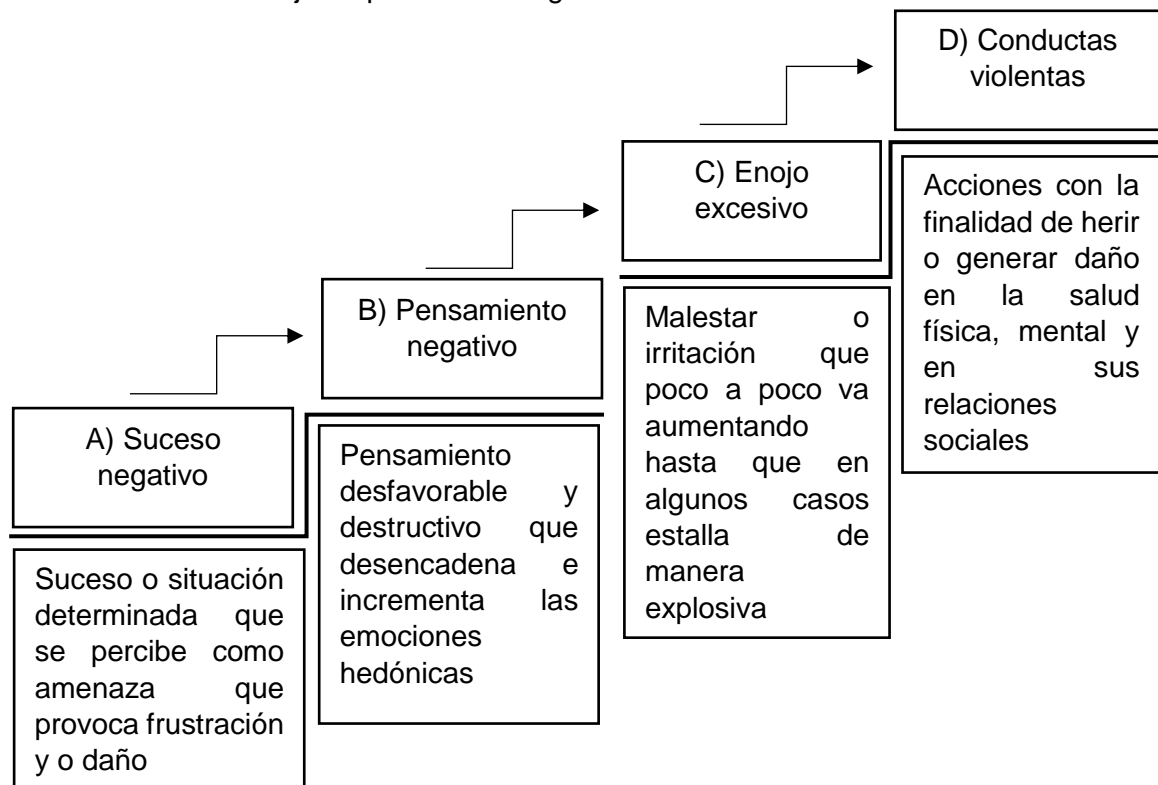 D) Conductas
violentas
C) Enojo
excesivo
Acciones con la
finalidad de herir
o generar daño
en la salud
física, mental y
en sus
relaciones
sociales
B) Pensamiento
negativo
Malestar o
irritación que
poco a poco va
aumentando
hasta que en
algunos casos
estalla de
manera
explosiva
A) Suceso
negativo
Pensamiento
desfavorable y
destructivo que
desencadena e
incrementa las
emociones
hedónicas
Suceso o situación
determinada que
se percibe como
amenaza que
provoca frustración
y o daño